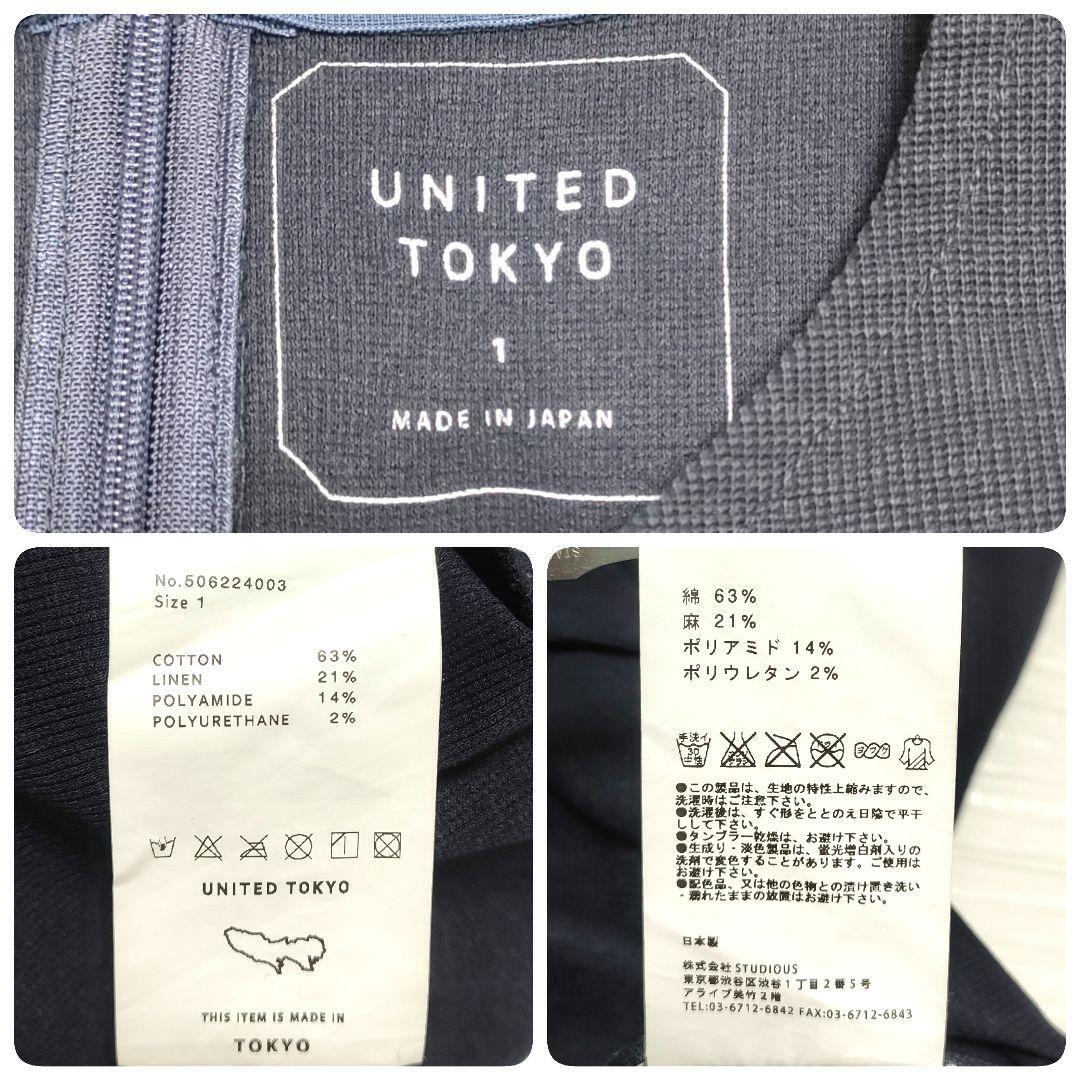 UNITED
TOKYO
1
MADE IN JAPAN
No.506224003
Size 1
COTTON 63%
LINEN 21%
POLYAMIDE 14%
POLYURETHANE 2%
UNITED TOKYO
THIS ITEM IS MADE IN
TOKYO
綿 63%
麻 21%
ポリアミド 14%
ポリウレタン 2%
手洗イ
30
中性
ヨワク
●この製品は、生地の特性上縮みますので、
洗濯時はご注意下さい。
●洗濯後は、すぐ形をととのえ日陰で平干
しして下さい。
●タンブラー乾燥は、お避け下さい。
●生成り・淡色製品は、蛍光増白剤入りの
洗剤で変色することがあります。ご使用は
お避け下さい。
●配色品、又は他の色物との漬け置き洗い
・濡れたままの放置はお避け下さい。
日本製
株式会社 STUDIOUS
東京都渋谷区渋谷1丁目2番5号
アライブ美竹2階
TEL:03-6712-6842 FAX:03-6712-6843